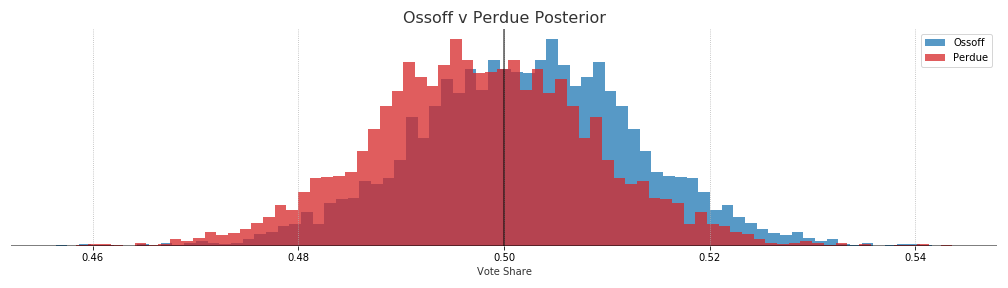 Ossoff v Perdue Posterior
Ossoff
Perdue
0.46 0.48 0.50 0.52 0.54
Vote Share